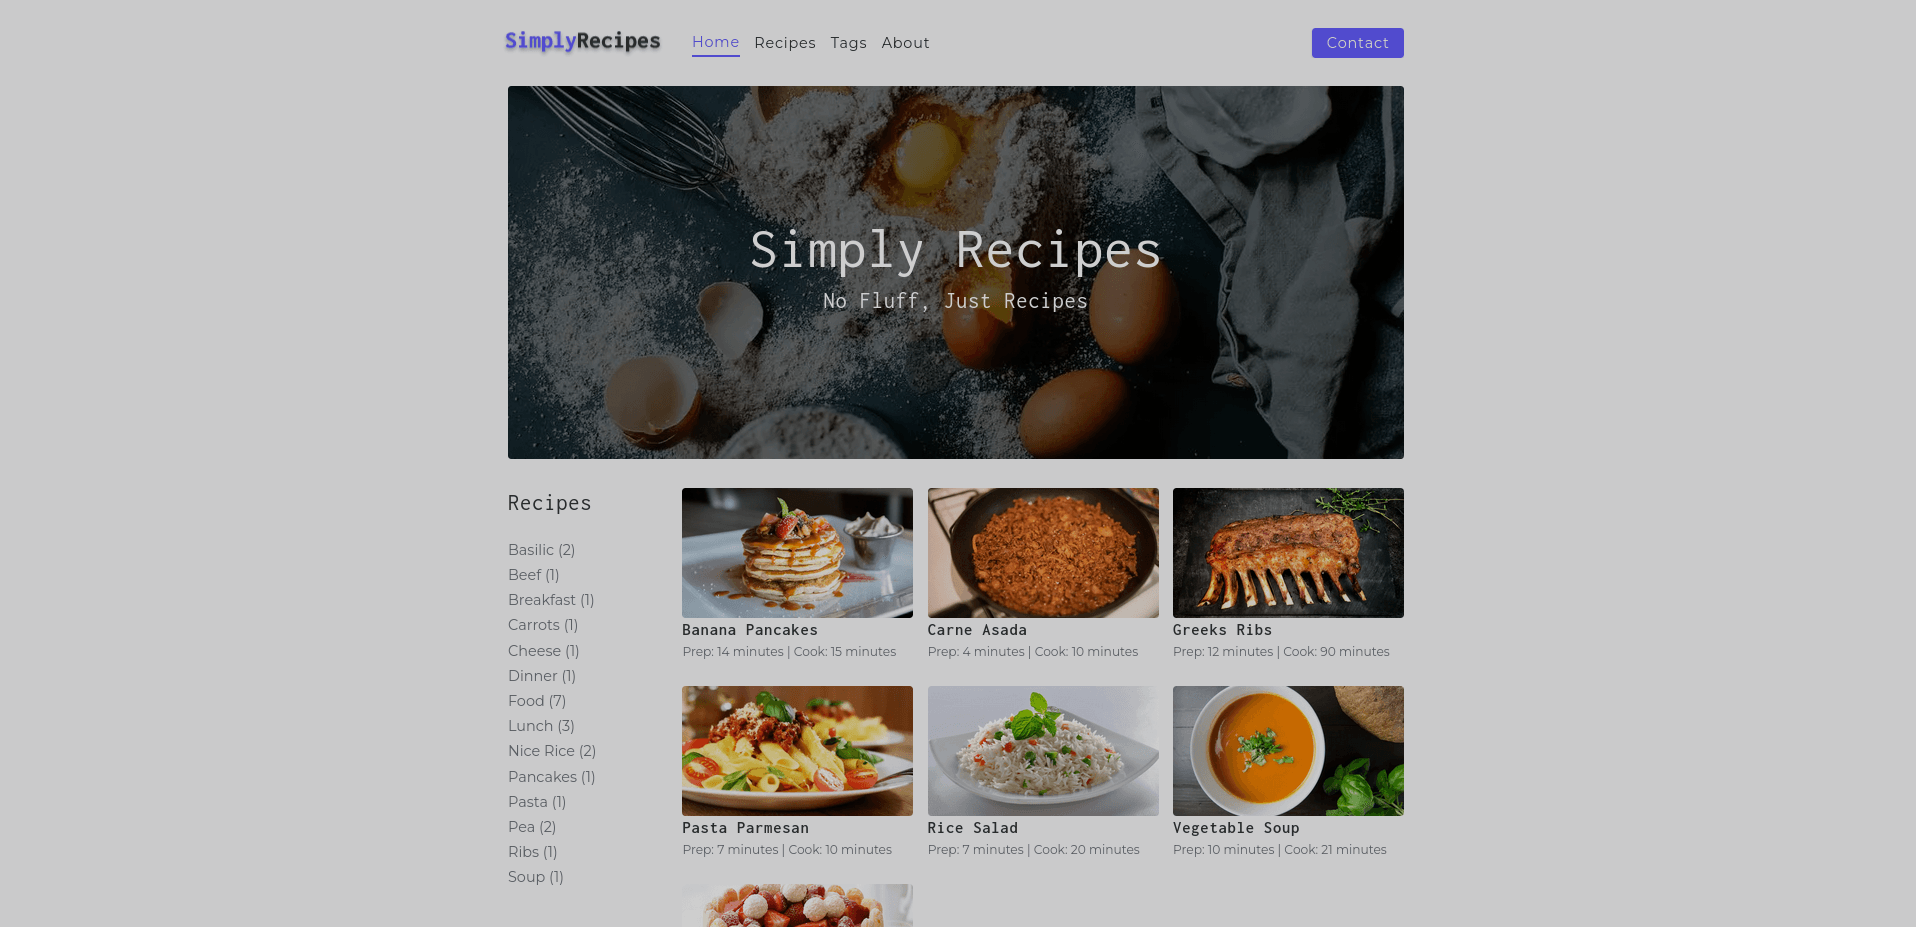 SimplyRecipes
Home Recipes Tags About
Contact
Simply Recipes
No Fluff, Just Recipes
Recipes
Basilic (2)
Beef (1)
Breakfast (1)
Carrots (1)
Cheese (1)
Dinner (1)
Food (7)
Lunch (3)
Nice Rice (2)
Pancakes (1)
Pasta (1)
Pea (2)
Ribs (1)
Soup (1)
Banana Pancakes
Prep: 14 minutes | Cook: 15 minutes
Carne Asada
Prep: 4 minutes | Cook: 10 minutes
Greeks Ribs
Prep: 12 minutes | Cook: 90 minutes
Pasta Parmesan
Prep: 7 minutes | Cook: 10 minutes
Rice Salad
Prep: 7 minutes | Cook: 20 minutes
Vegetable Soup
Prep: 10 minutes | Cook: 21 minutes